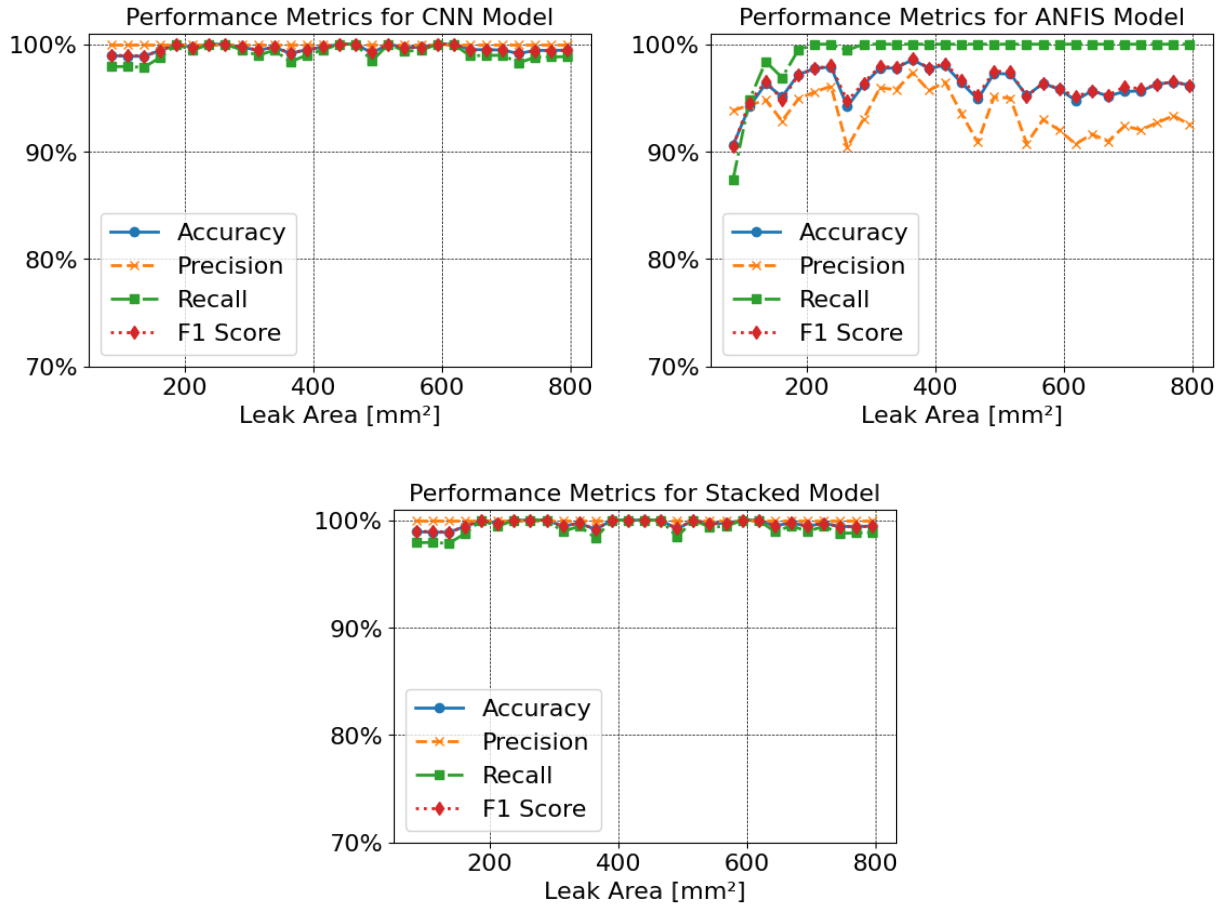 Performance Metrics for CNN Model
100%
90%
80%
70%
Accuracy
Precision
Recall
F1 Score
200
400
600
800
Leak Area [mm²]
Performance Metrics for ANFIS Model
100%
90%
80%
70%
Accuracy
Precision
Recall
F1 Score
200
400
600
800
Leak Area [mm²]
Performance Metrics for Stacked Model
100%
90%
80%
70%
Accuracy
Precision
Recall
F1 Score
200
400
600
800
Leak Area [mm²]